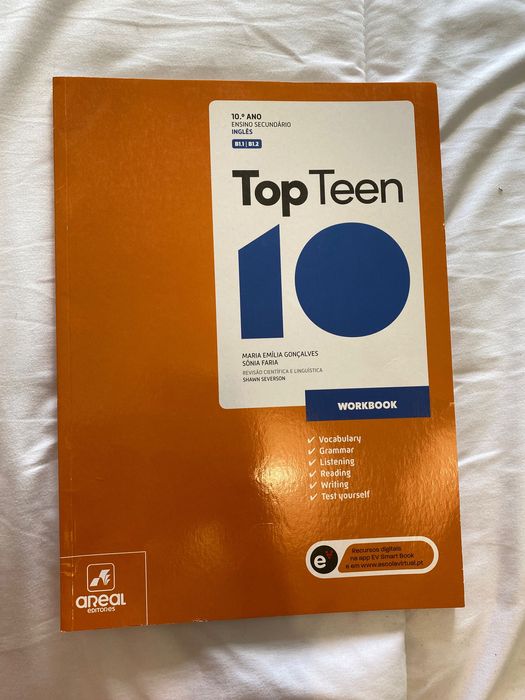 10.º ANO
ENSINO SECUNDÁRIO
INGLÊS
B1.1 | B1.2
Top Teen
10
MARIA EMÍLIA GONÇALVES
SÓNIA FARIA
REVISÃO CIENTÍFICA E LINGUÍSTICA
SHAWN SEVERSON
WORKBOOK
✓ Vocabulary
✓ Grammar
✓ Listening
✓ Reading
✓ Writing
✓ Test yourself
e
Recursos digitais
na app EV Smart Book
e em www.escolavirtual.pt
AREAL
EDITORES